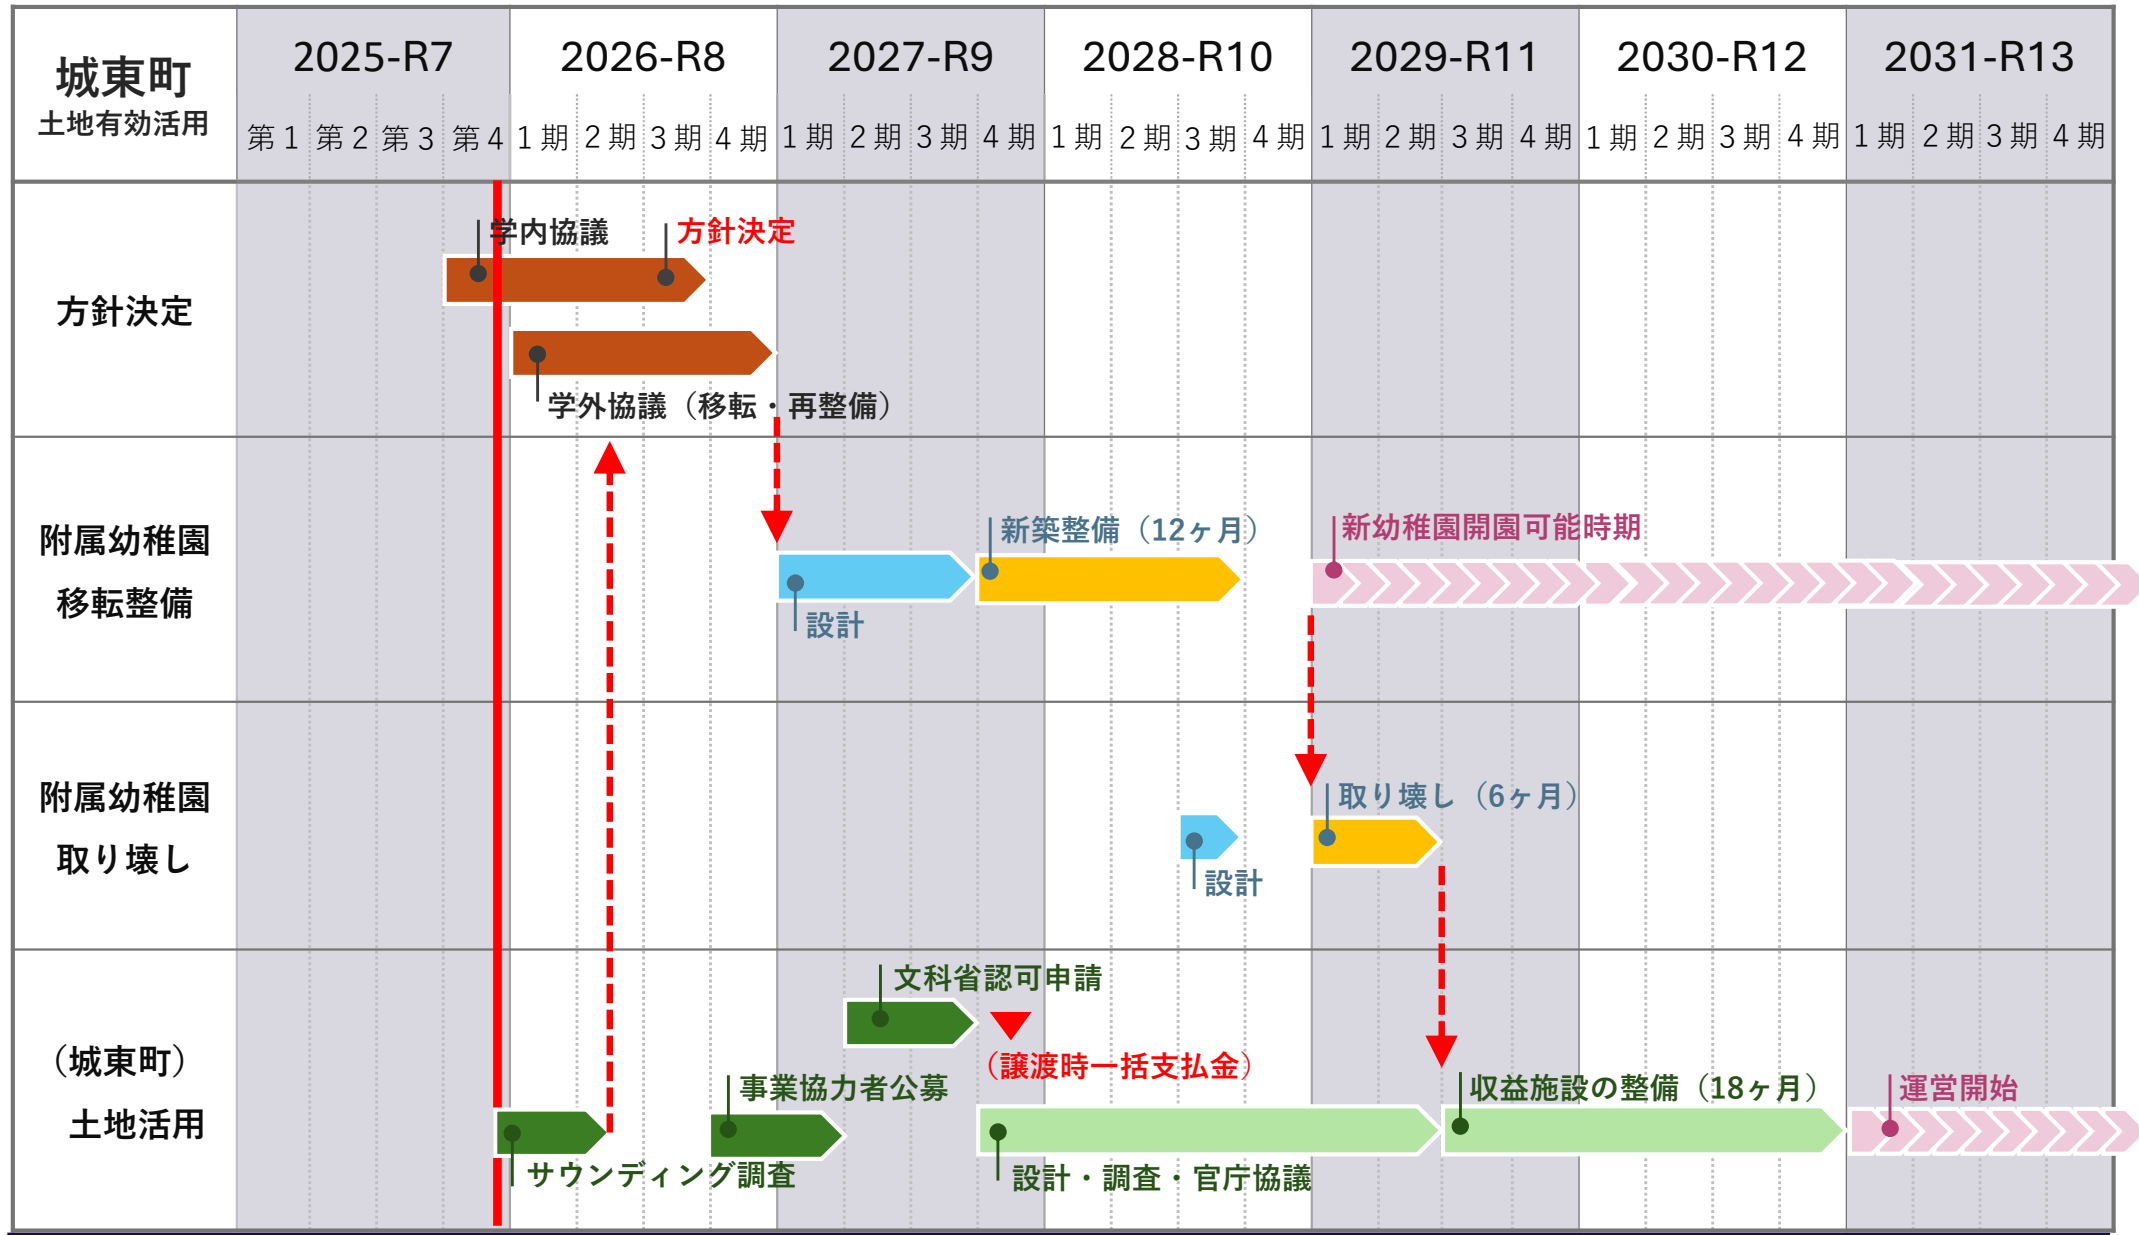 城東町
土地有効活用
2025-R7
2026-R8
2027-R9
2028-R10
2029-R11
2030-R12
2031-R13
第1 第2 第3 第4
1期 2期 3期 4期
1期 2期 3期 4期
1期 2期 3期 4期
1期 2期 3期 4期
1期 2期 3期 4期
1期 2期 3期 4期
方針決定
学内協議
方針決定
学外協議（移転・再整備）
附属幼稚園
移転整備
新築整備（12ヶ月）
新幼稚園開園可能時期
設計
附属幼稚園
取り壊し
取り壊し（6ヶ月）
設計
（城東町）
土地活用
文科省認可申請
（譲渡時一括支払金）
事業協力者公募
収益施設の整備（18ヶ月）
運営開始
サウンディング調査
設計・調査・官庁協議